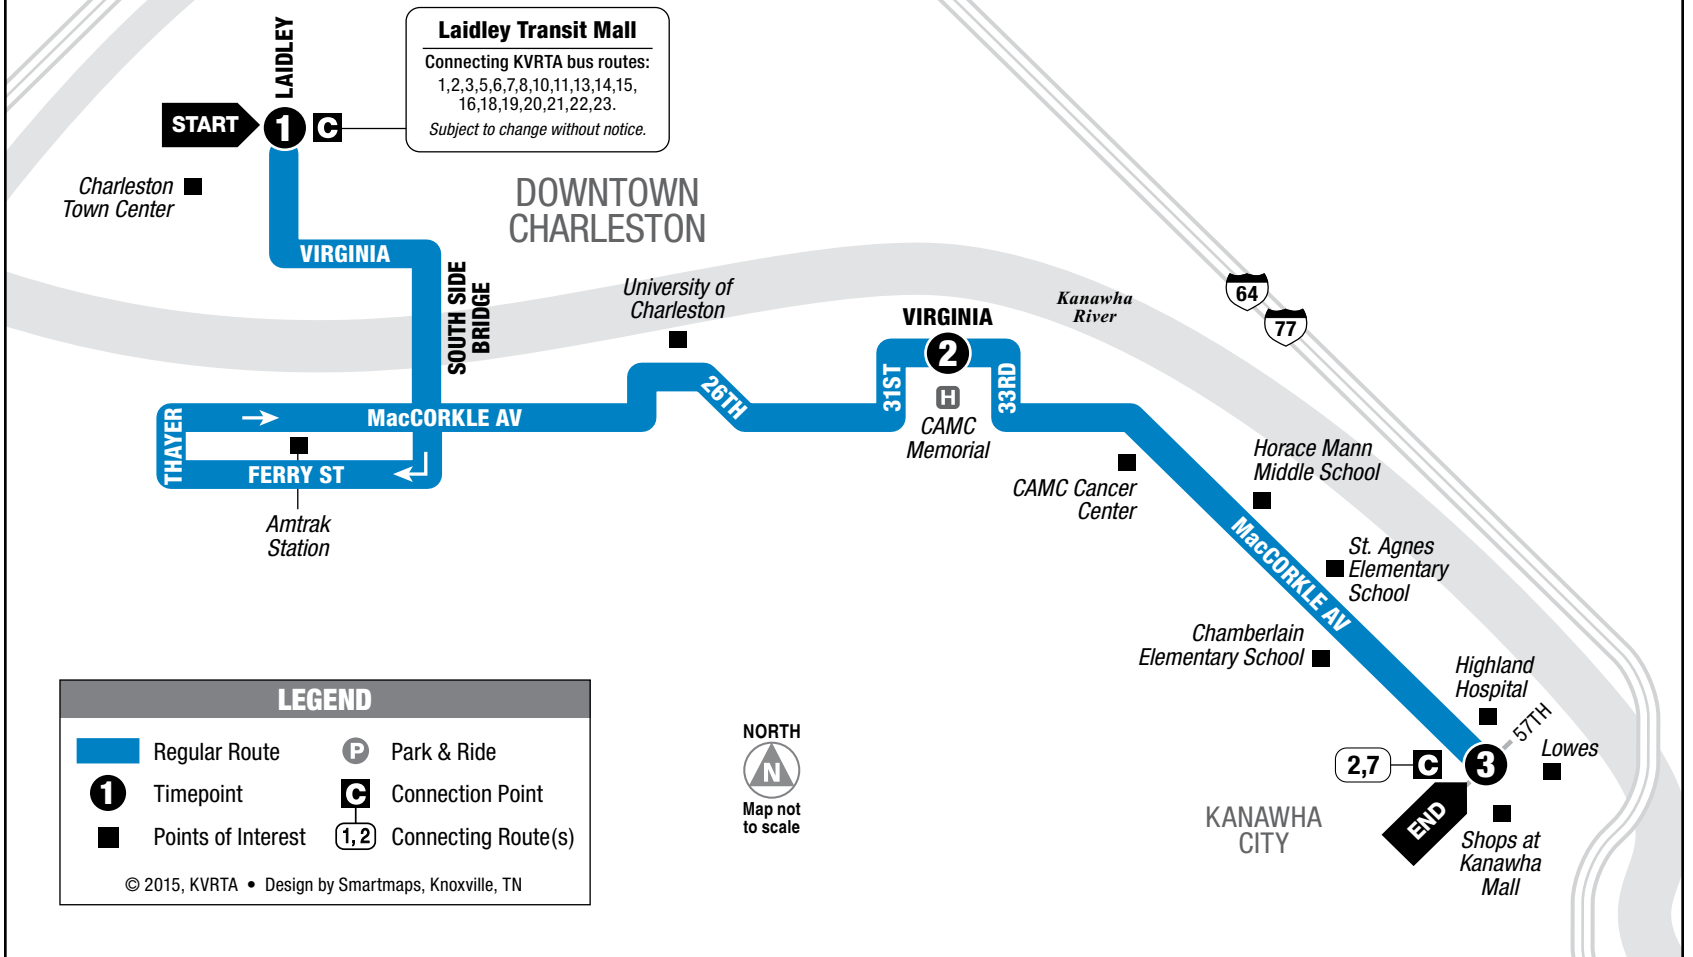 LAIDLEY
Laidley Transit Mall
Connecting KVRTA bus routes:
1,2,3,5,6,7,8,10,11,13,14,15,
16,18,19,20,21,22,23.
Subject to change without notice.
START
1
C
Charleston
Town Center
DOWNTOWN
CHARLESTON
VIRGINIA
SOUTH SIDE
BRIDGE
University of
Charleston
Kanawha
River
64
77
VIRGINIA
2
31ST
33RD
H
CAMC
Memorial
26TH
THAYER
MacCORKLE AV
FERRY ST
Amtrak
Station
CAMC Cancer
Center
Horace Mann
Middle School
MacCORKLE AV
St. Agnes
Elementary
School
Chamberlain
Elementary School
Highland
Hospital
57TH
Lowes
2,7
C
3
END
KANAWHA
CITY
Shops at
Kanawha
Mall
NORTH
N
Map not
to scale
LEGEND
Regular Route
P
Park & Ride
1
Timepoint
C
Connection Point
Points of Interest
1, 2
Connecting Route(s)
© 2015, KVRTA • Design by Smartmaps, Knoxville, TN